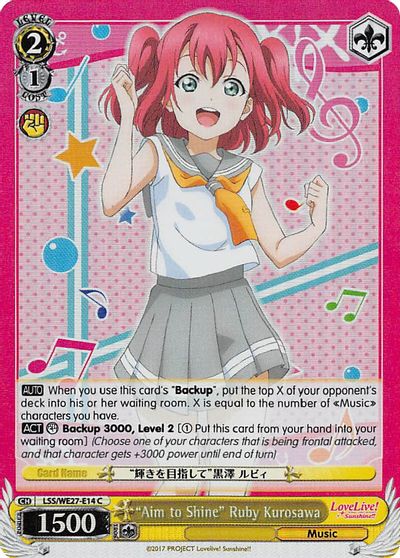 LEVEL
2
1
COST
AUTO When you use this card's "Backup", put the top X of your opponent's
deck into his or her waiting room. X is equal to the number of «Music»
characters you have.
ACT Backup 3000, Level 2 [① Put this card from your hand into your
waiting room] (Choose one of your characters that is being frontal attacked,
and that character gets +3000 power until end of turn)
Card Name
"輝きを目指して"黒澤 ルビィ
CH LSS/WE27-E14 C
POWER 1500
"Aim to Shine" Ruby Kurosawa
LoveLive!
Sunshine!!
Music
©2017 PROJECT Lovelive! Sunshine!!